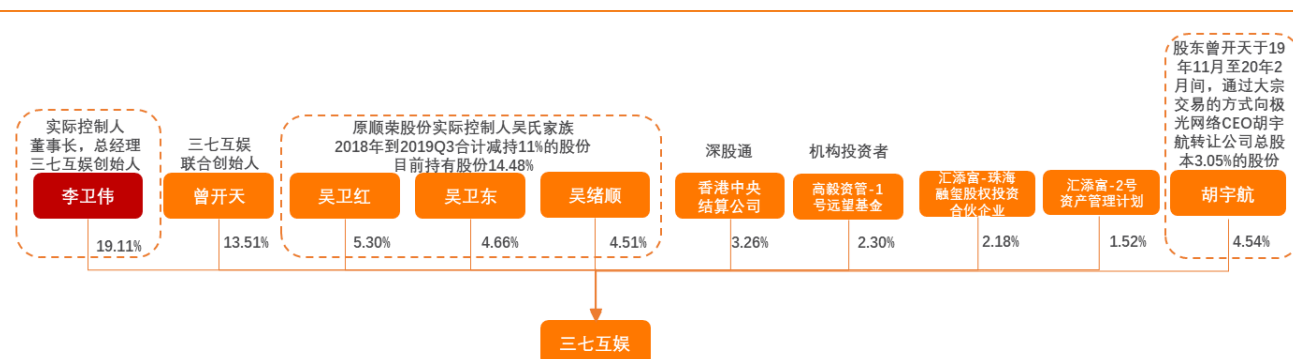 实际控制人
董事长，总经理
三七互娱创始人
李卫伟
19.11%
三七互娱
联合创始人
曾开天
13.51%
原顺荣股份实际控制人吴氏家族
2018年到2019Q3合计减持11%的股份
目前持有股份14.48%
吴卫红
5.30%
吴卫东
4.66%
吴绪顺
4.51%
深股通
香港中央
结算公司
3.26%
机构投资者
高毅资管-1
号远望基金
2.30%
汇添富-珠海
融玺股权投资
合伙企业
2.18%
汇添富-2号
资产管理计划
1.52%
股东曾开天于19
年11月至20年2
月间，通过大宗
交易的方式向极
光网络CEO胡宇
航转让公司总股
本3.05%的股份
胡宇航
4.54%
三七互娱